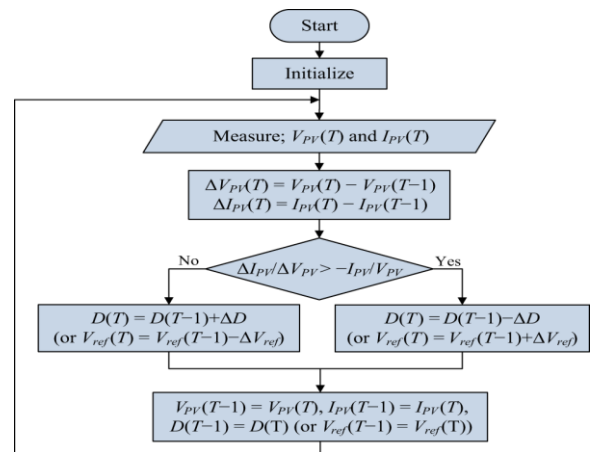 Start
Initialize
Measure; V_PV(T) and I_PV(T)
ΔV_PV(T) = V_PV(T) − V_PV(T−1)
ΔI_PV(T) = I_PV(T) − I_PV(T−1)
No
ΔI_PV/ΔV_PV> −I_PV/V_PV
Yes
D(T) = D(T−1)+ΔD
(or V_ref(T) = V_ref(T−1)−ΔV_ref)
D(T) = D(T−1)−ΔD
(or V_ref(T) = V_ref(T−1)+ΔV_ref)
V_PV(T−1) = V_PV(T), I_PV(T−1) = I_PV(T),
D(T−1) = D(T) (or V_ref(T−1) = V_ref(T))